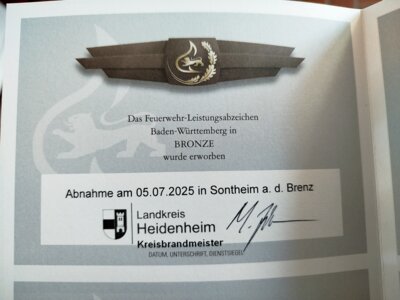 Das Feuerwehr-Leistungsabzeichen
Baden-Württemberg in
BRONZE
wurde erworben
Abnahme am 05.07.2025 in Sontheim a. d. Brenz
Landkreis
Heidenheim
Kreisbrandmeister
DATUM, UNTERSCHRIFT, DIENSTSIEGEL